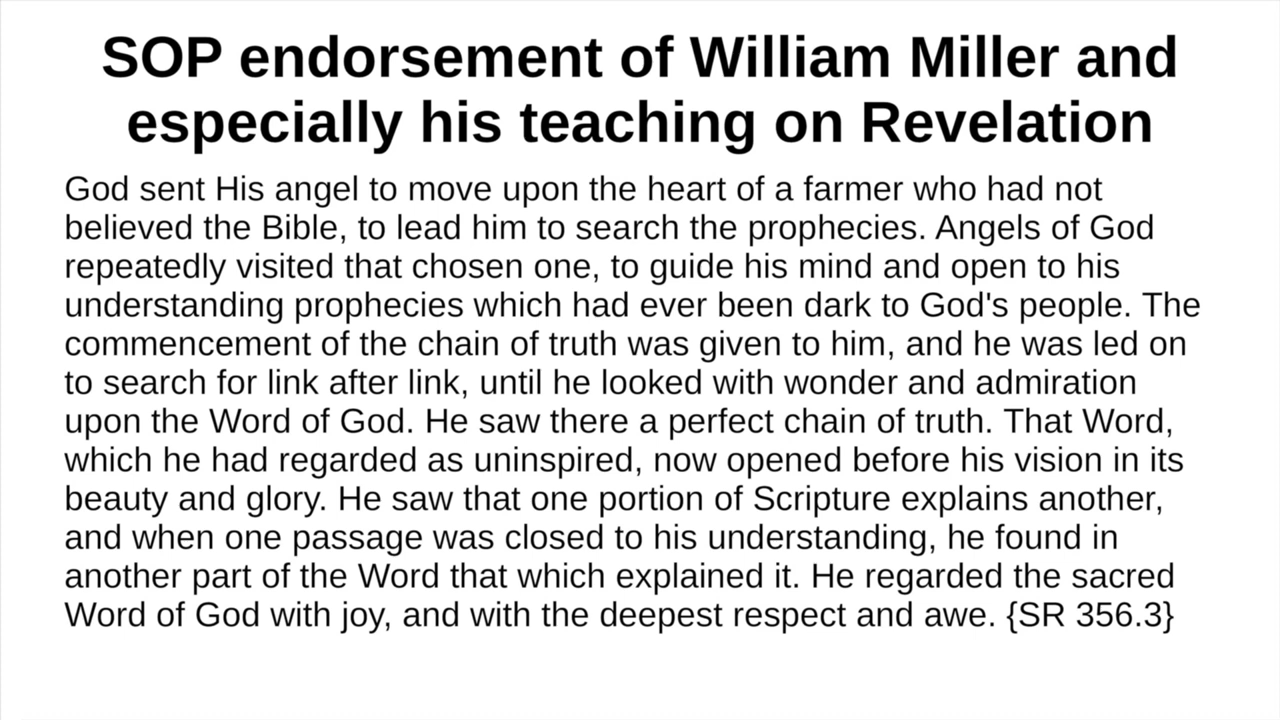 SOP endorsement of William Miller and
especially his teaching on Revelation
God sent His angel to move upon the heart of a farmer who had not
believed the Bible, to lead him to search the prophecies. Angels of God
repeatedly visited that chosen one, to guide his mind and open to his
understanding prophecies which had ever been dark to God's people. The
commencement of the chain of truth was given to him, and he was led on
to search for link after link, until he looked with wonder and admiration
upon the Word of God. He saw there a perfect chain of truth. That Word,
which he had regarded as uninspired, now opened before his vision in its
beauty and glory. He saw that one portion of Scripture explains another,
and when one passage was closed to his understanding, he found in
another part of the Word that which explained it. He regarded the sacred
Word of God with joy, and with the deepest respect and awe. {SR 356.3}